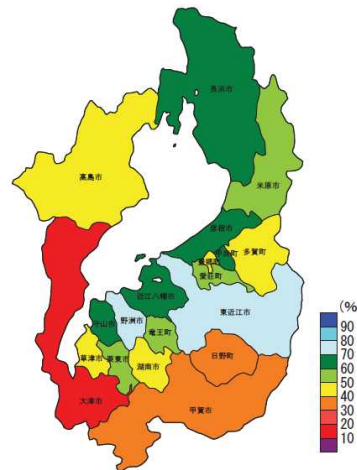 長浜市
高島市
米原市
彦根市
甲良町
多賀町
豊郷町
愛荘町
近江八幡市
東近江市
守山市
野洲市
竜王町
草津市
栗東市
湖南市
日野町
大津市
甲賀市
(%)
90
80
70
60
50
40
30
20
10